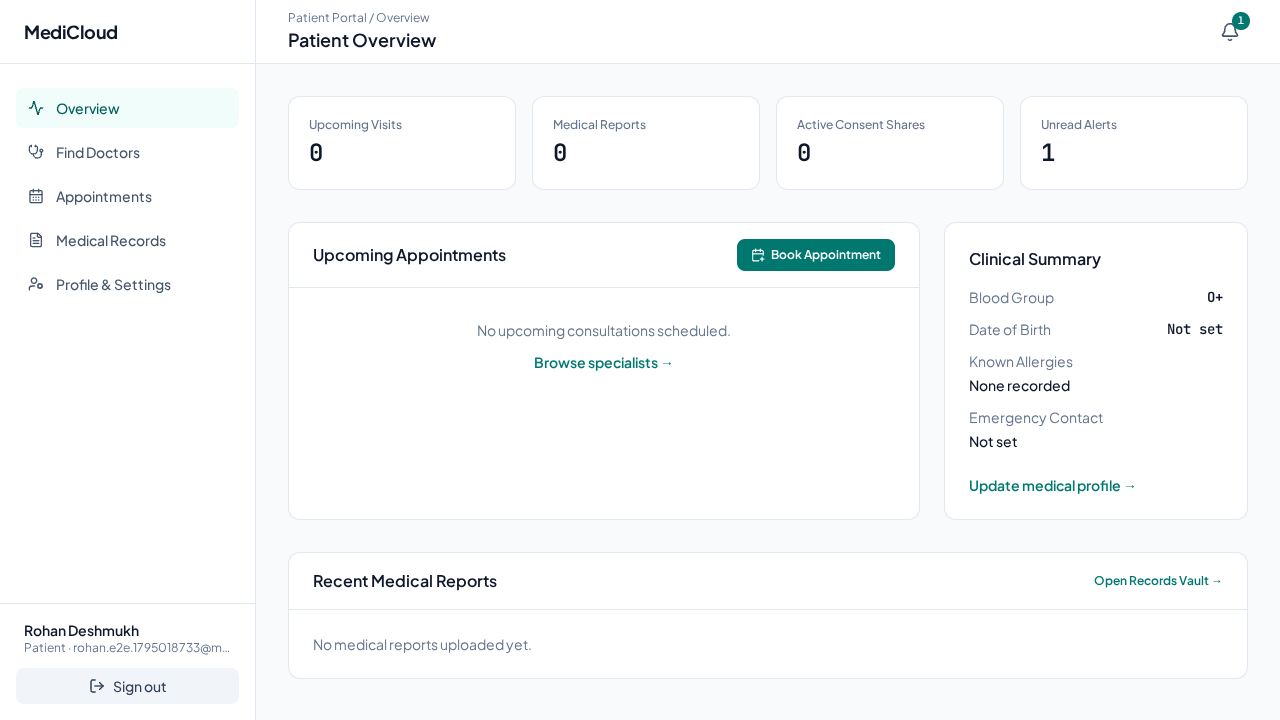 MediCloud
Overview
Find Doctors
Appointments
Medical Records
Profile & Settings
Rohan Deshmukh
Patient · rohan.e2e.1795018733@m...
Sign out
Patient Portal / Overview
Patient Overview
1
Upcoming Visits
0
Medical Reports
0
Active Consent Shares
0
Unread Alerts
1
Upcoming Appointments
Book Appointment
No upcoming consultations scheduled.
Browse specialists →
Clinical Summary
Blood Group O+
Date of Birth Not set
Known Allergies
None recorded
Emergency Contact
Not set
Update medical profile →
Recent Medical Reports
Open Records Vault →
No medical reports uploaded yet.